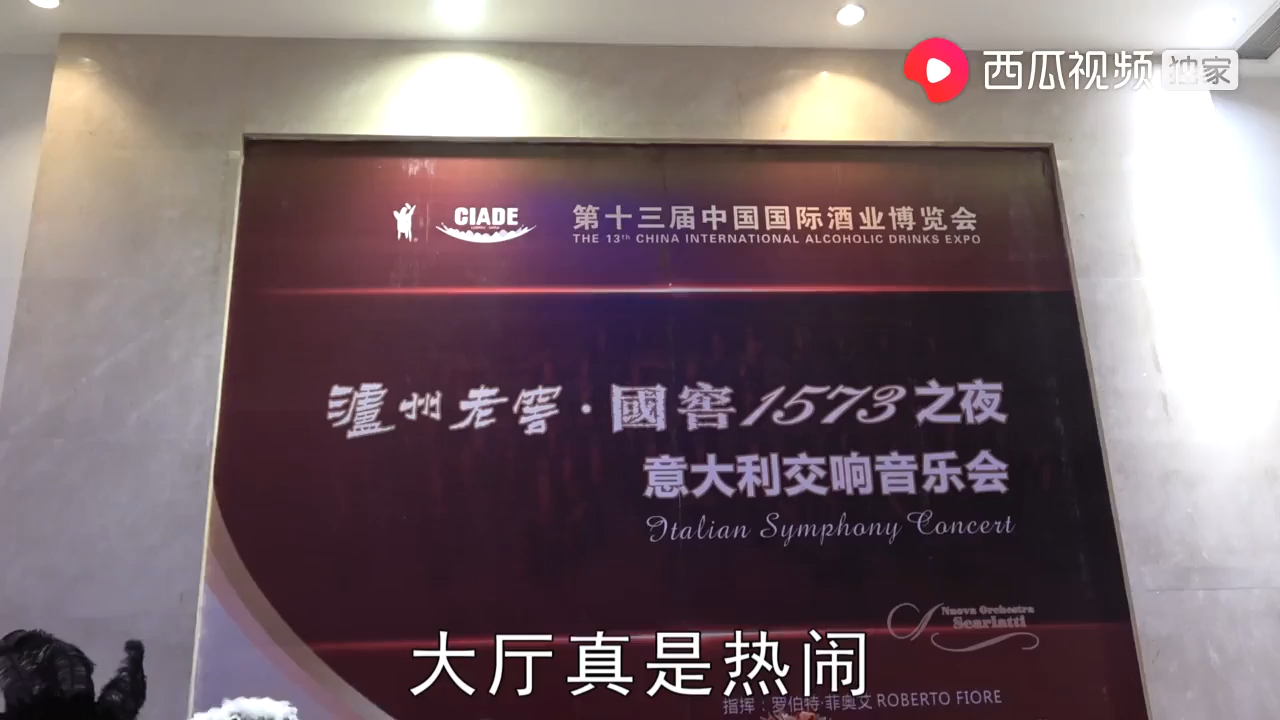 西瓜视频 独家
CIADE
第十三届中国国际酒业博览会
THE 13th CHINA INTERNATIONAL ALCOHOLIC DRINKS EXPO
泸州老窖·國窖1573之夜
意大利交响音乐会
Italian Symphony Concert
Nuova Orchestra
Scarlatti
大厅真是热闹
指挥：罗伯特·菲奥艾 ROBERTO FIORE